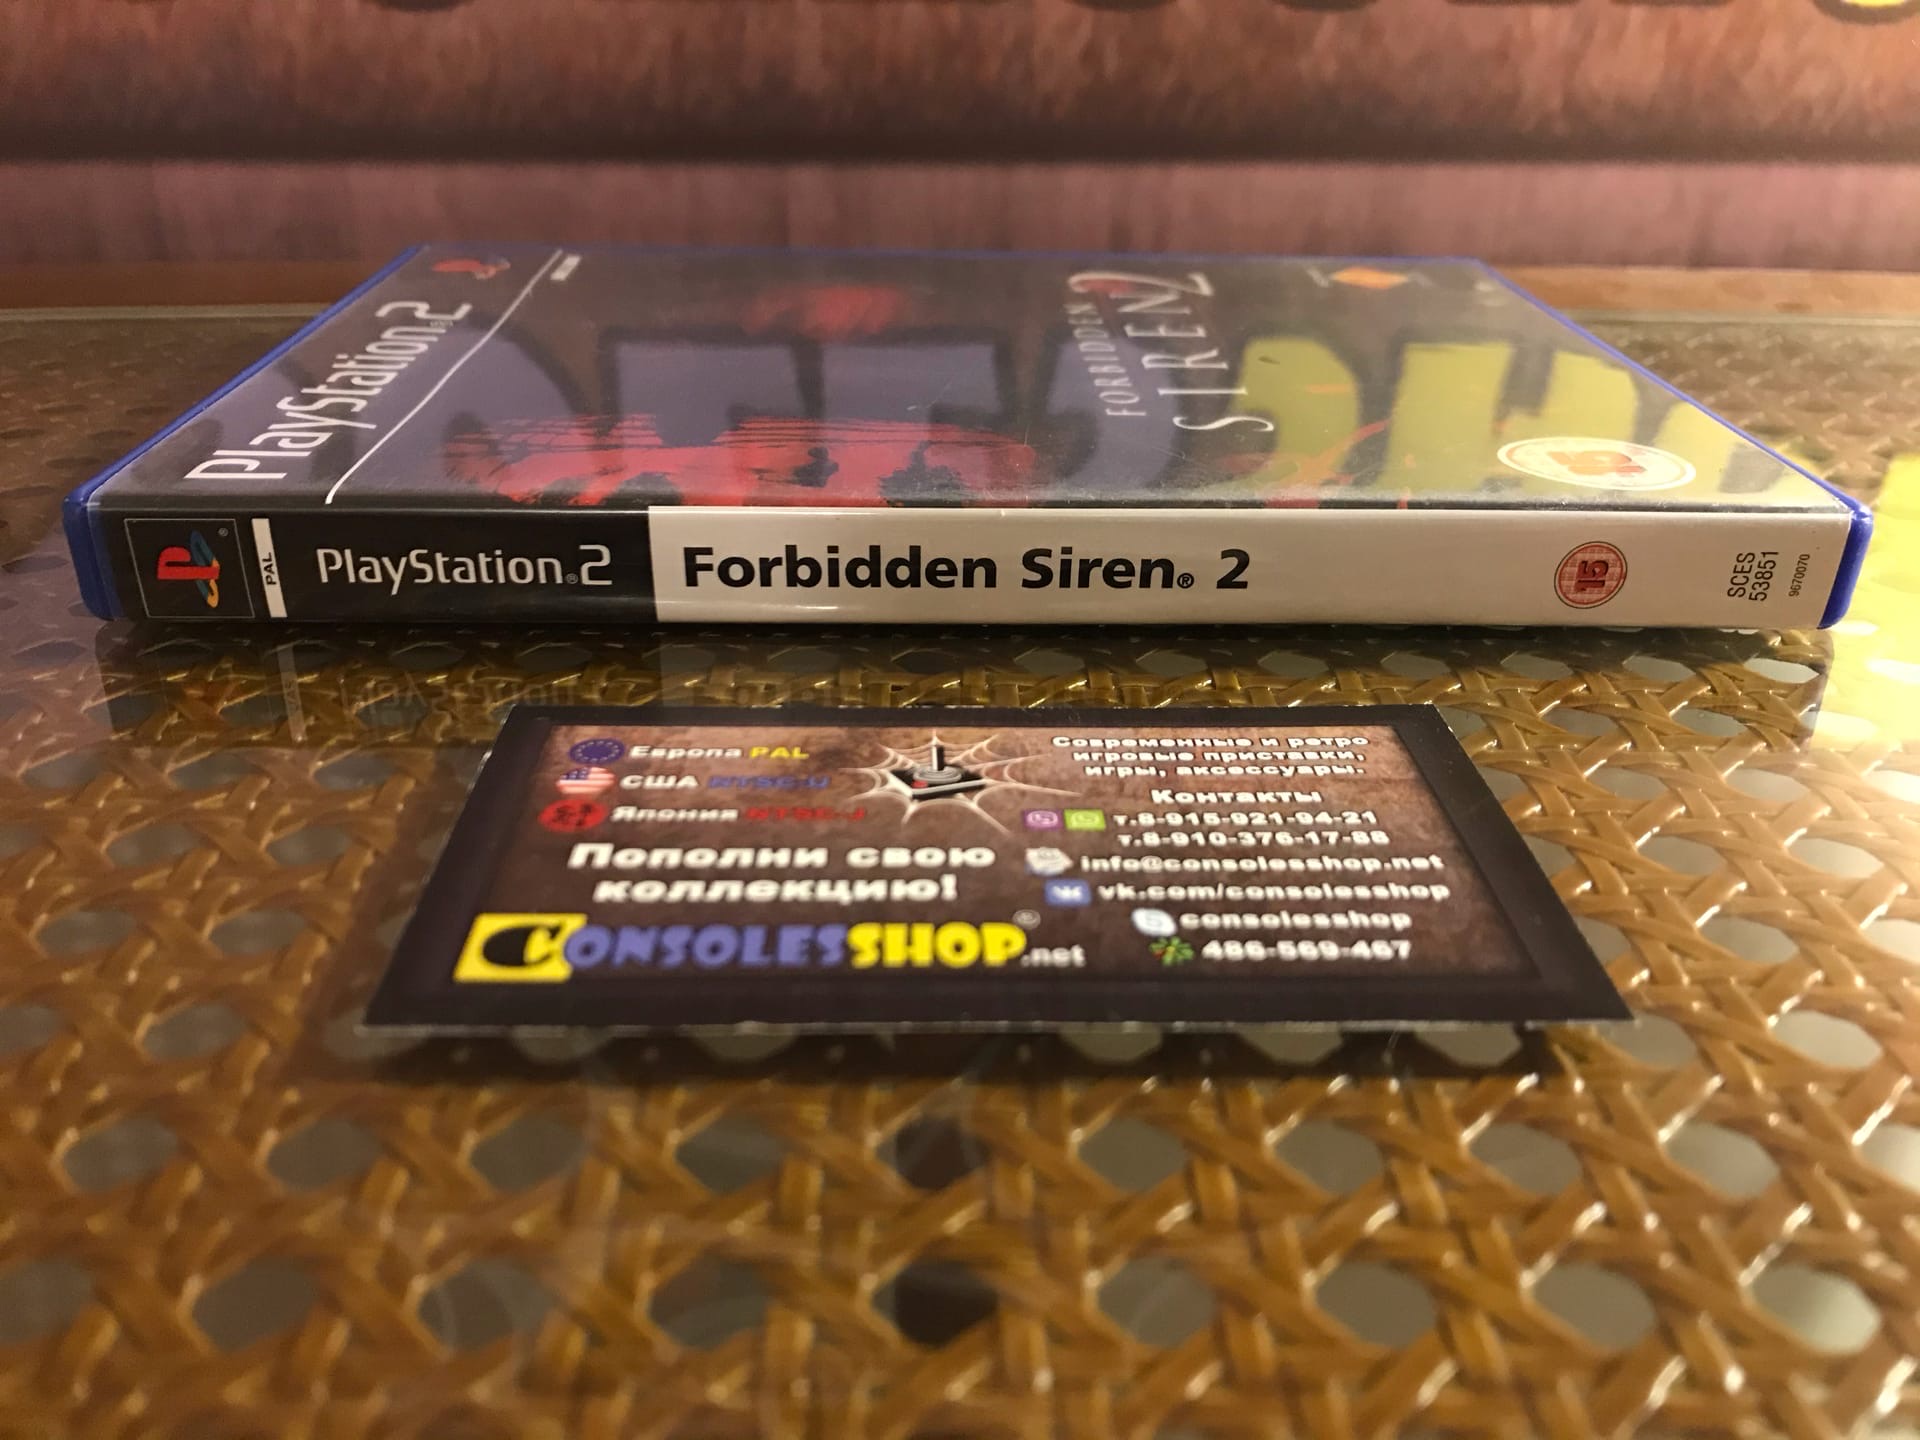 PlayStation®2
FORBIDDEN
SIREN 2
15
PAL
PlayStation®2
Forbidden Siren® 2
15
SCES
53851
9670070
Европа PAL
США NTSC-U
Япония NTSC-J
Пополни свою
коллекцию!
CONSOLESSHOP®.net
Современные и ретро
игровые приставки,
игры, аксессуары.
Контакты
т.8-915-921-94-21
т.8-910-376-17-88
info@consolesshop.net
vk.com/consolesshop
consolesshop
486-569-467